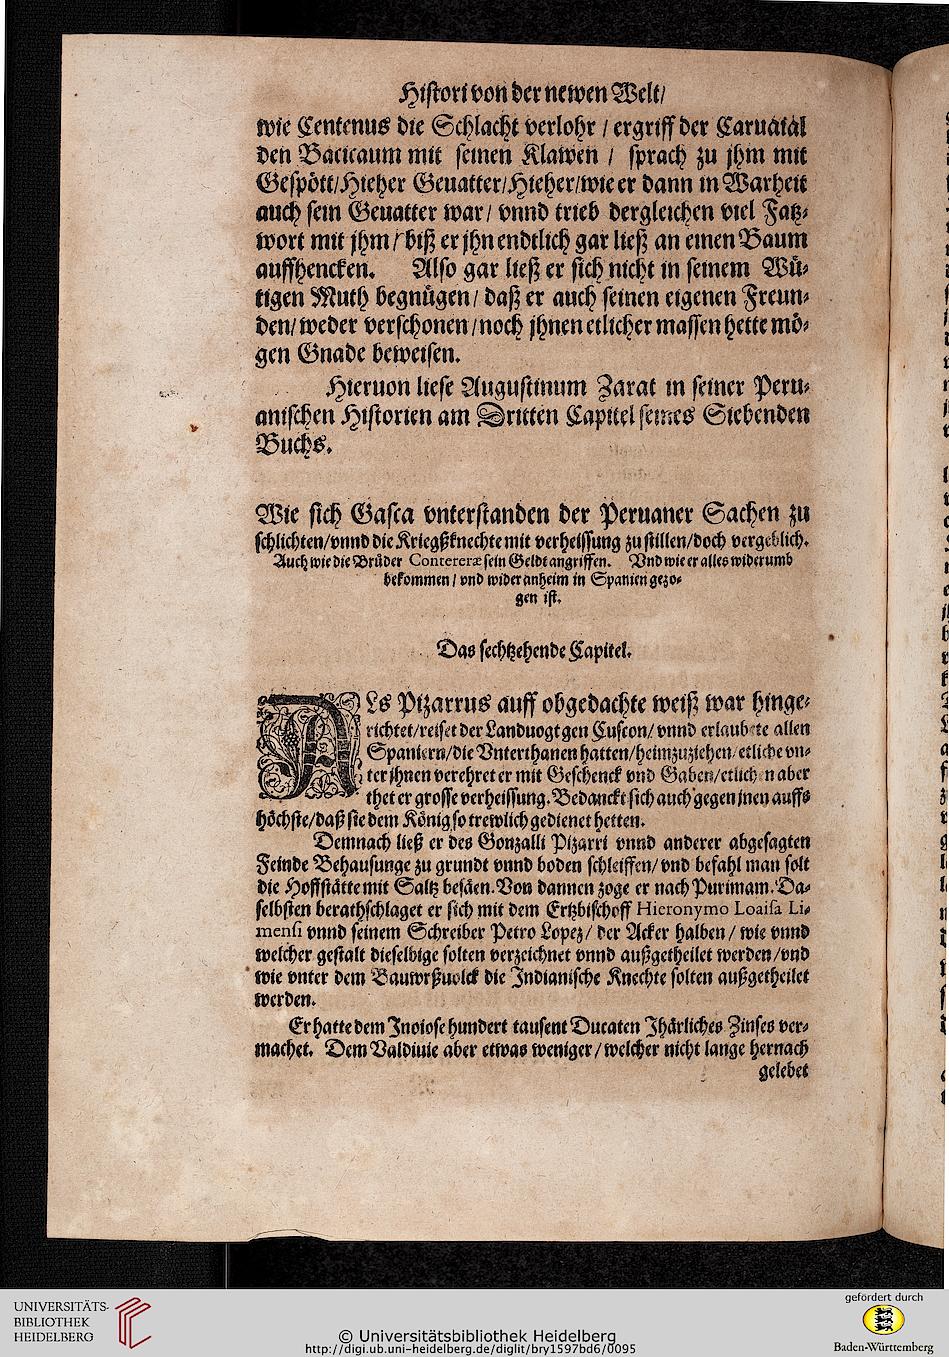 Histori von der newen Welt/
wie Centenus die Schlacht verlohr / ergriff der Caruaial
den Bacicaum mit seinen Klawen / sprach zu jhm mit
Gespött/Hieher Geuatter/Hieher/wie er dann in Warheit
auch sein Geuatter war/ vnnd trieb dergleichen viel Fatz-
wort mit jhm/ biß er jhn endtlich gar ließ an einen Baum
auffhencken. Also gar ließ er sich nicht in seinem Wü-
tigen Muth begnügen/ daß er auch seinen eigenen Freun-
den/ weder verschonen/noch jhnen etlicher massen hette mö-
gen Gnade beweisen.
Hieruon liese Augustinum Zarat in seiner Peru-
anischen Historien am Dritten Capitel seines Siebenden
Buchs.
Wie sich Gasca vnterstanden der Peruaner Sachen zu
schlichten/vnnd die Kriegßknechte mit verheissung zu stillen/doch vergeblich.
Auch wie die Brüder Contereræ sein Geldt angriffen. Vnd wie er alles widerumb
bekommen/ vnd wider anheim in Spanien gezo-
gen ist.
Das sechtzehende Capitel.
ALs Pizarrus auff obgedachte weiß war hinge-
richtet/reiset der Landuogt gen Cuscon/ vnnd erlaubete allen
Spaniern/die Vnterthanen hatten/heimzuziehen/ etliche vn-
ter jhnen verehret er mit Geschenck vnd Gaben/etlichen aber
thet er grosse verheissung. Bedanckt sich auch gegen jnen auffs
höchste/daß sie dem König so trewlich gedienet hetten.
Demnach ließ er des Gonzalli Pizarri vnnd anderer abgesagten
Feinde Behausunge zu grundt vnnd boden schleiffen/ vnd befahl man solt
die Hoffstätte mit Saltz besäen. Von dannen zoge er nach Purimam. Da-
selbsten berathschlaget er sich mit dem Ertzbischoff Hieronymo Loaisa Li-
mensi vnnd seinem Schreiber Petro Lopez/ der Acker halben/ wie vnnd
welcher gestalt dieselbige solten verzeichnet vnnd außgetheilet werden/vnd
wie vnter dem Bauwrßuolck die Indianische Knechte solten außgetheilet
werden.
Er hatte dem Inoiose hundert tausent Ducaten Jhärliches Zinses ver-
machet. Dem Valdiuie aber etwas weniger/ welcher nicht lange hernach
gelebet
UNIVERSITÄTS-
BIBLIOTHEK
HEIDELBERG
© Universitätsbibliothek Heidelberg
http://digi.ub.uni-heidelberg.de/diglit/bry1597bd6/0095
gefördert durch
Baden-Württemberg